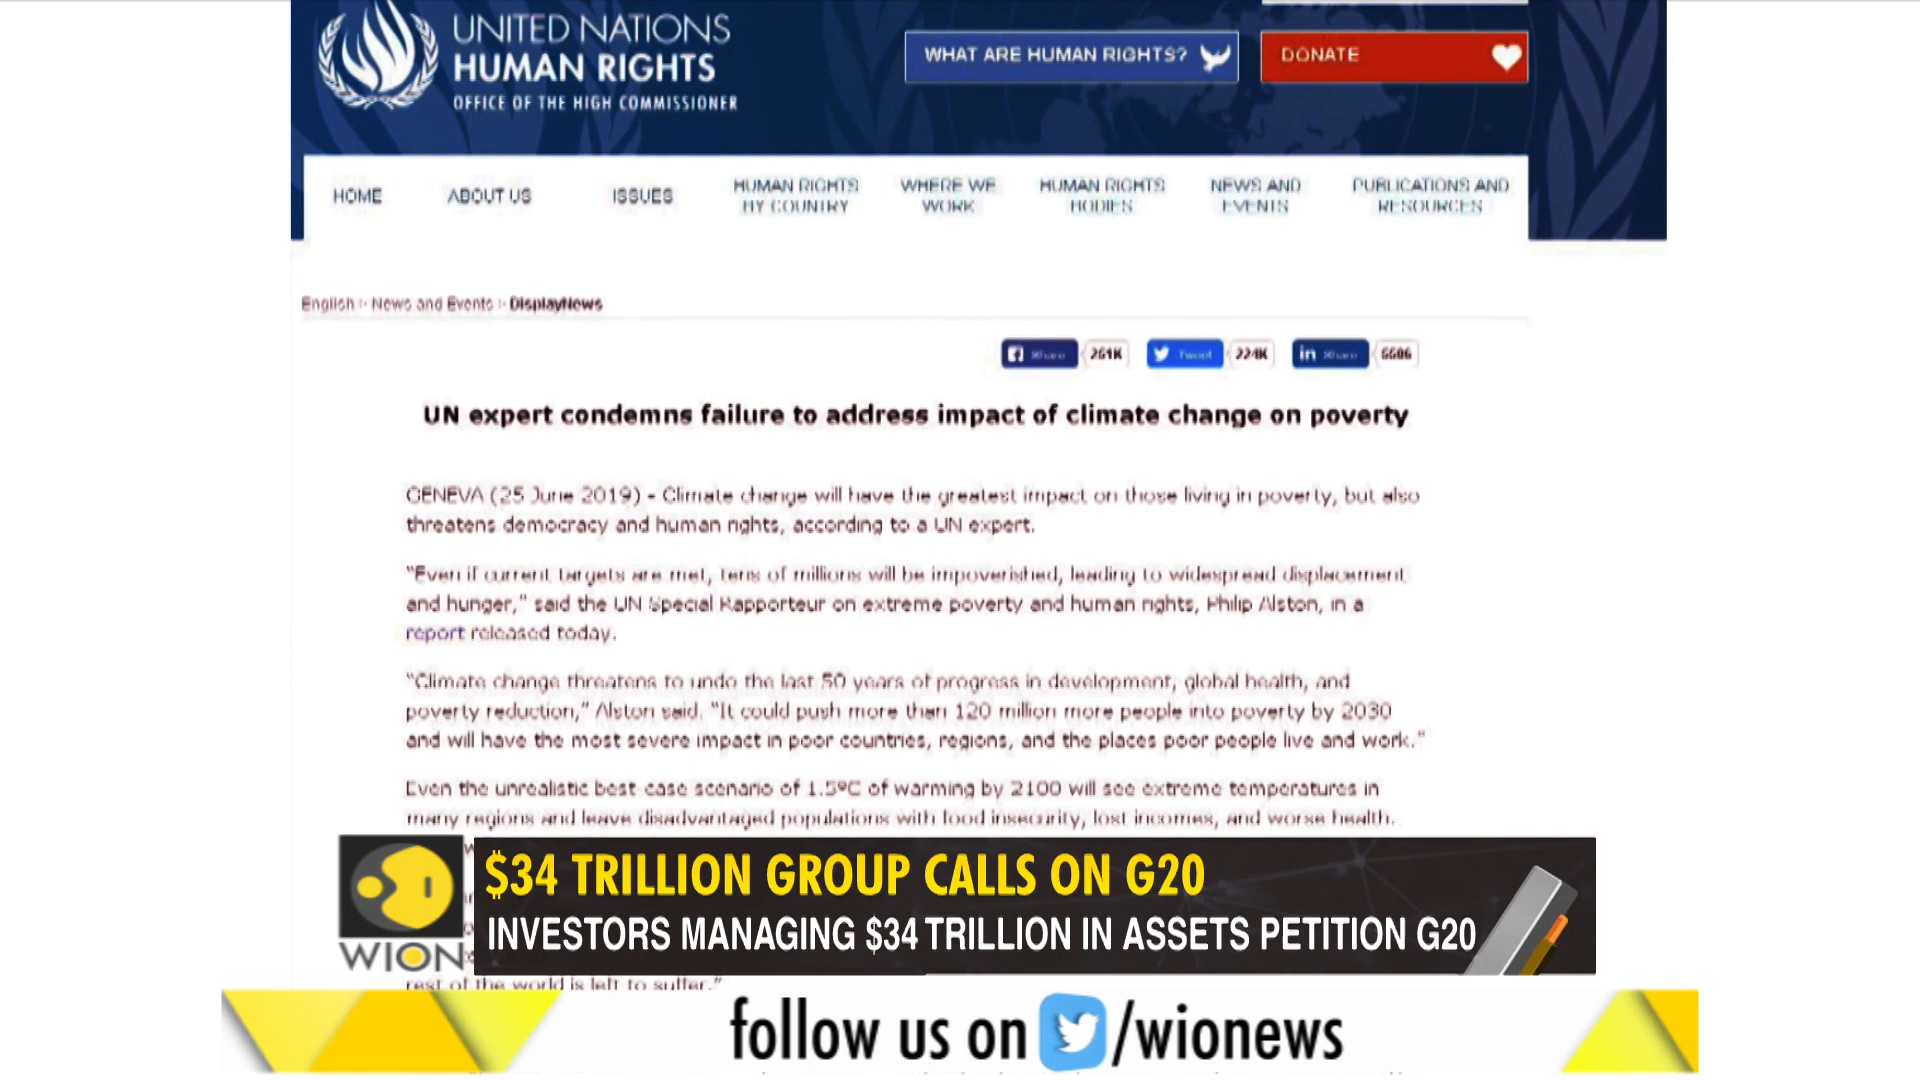 UNITED NATIONS
HUMAN RIGHTS
OFFICE OF THE HIGH COMMISSIONER
WHAT ARE HUMAN RIGHTS?
DONATE
HOME
ABOUT US
ISSUES
HUMAN RIGHTS
BY COUNTRY
WHERE WE
WORK
HUMAN RIGHTS
BODIES
NEWS AND
EVENTS
PUBLICATIONS AND
RESOURCES
English > News and Events > DisplayNews
Share 261K Tweet 224K in Share 6606
UN expert condemns failure to address impact of climate change on poverty
GENEVA (25 June 2019) - Climate change will have the greatest impact on those living in poverty, but also
threatens democracy and human rights, according to a UN expert.
"Even if current targets are met, tens of millions will be impoverished, leading to widespread displacement
and hunger," said the UN Special Rapporteur on extreme poverty and human rights, Philip Alston, in a
report released today.
"Climate change threatens to undo the last 50 years of progress in development, global health, and
poverty reduction," Alston said. "It could push more than 120 million more people into poverty by 2030
and will have the most severe impact in poor countries, regions, and the places poor people live and work."
Even the unrealistic best-case scenario of 1.5ºC of warming by 2100 will see extreme temperatures in
many regions and leave disadvantaged populations with food insecurity, lost incomes, and worse health.
$34 TRILLION GROUP CALLS ON G20
INVESTORS MANAGING $34 TRILLION IN ASSETS PETITION G20
WION
rest of the world is left to suffer."
follow us on /wionews